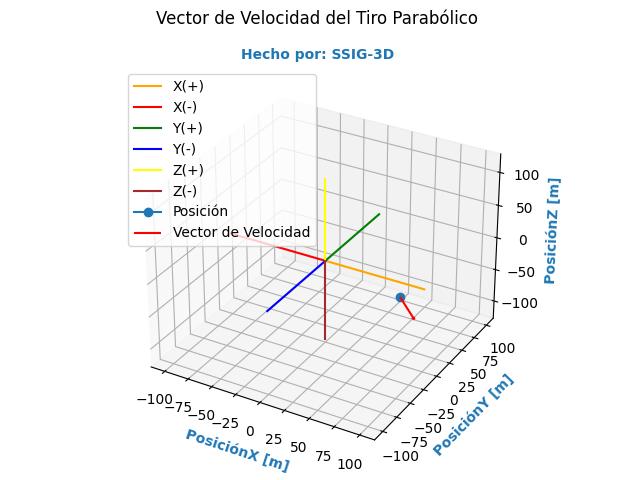 Vector de Velocidad del Tiro Parabólico
Hecho por: SSIG-3D
X(+)
X(-)
Y(+)
Y(-)
Z(+)
Z(-)
Posición
Vector de Velocidad
100
50
0
−50
−100
PosiciónZ [m]
−100
−75
−50
−25
0
25
50
75
100
PosiciónX [m]
−100
−75
−50
−25
0
25
50
75
100
PosiciónY [m]